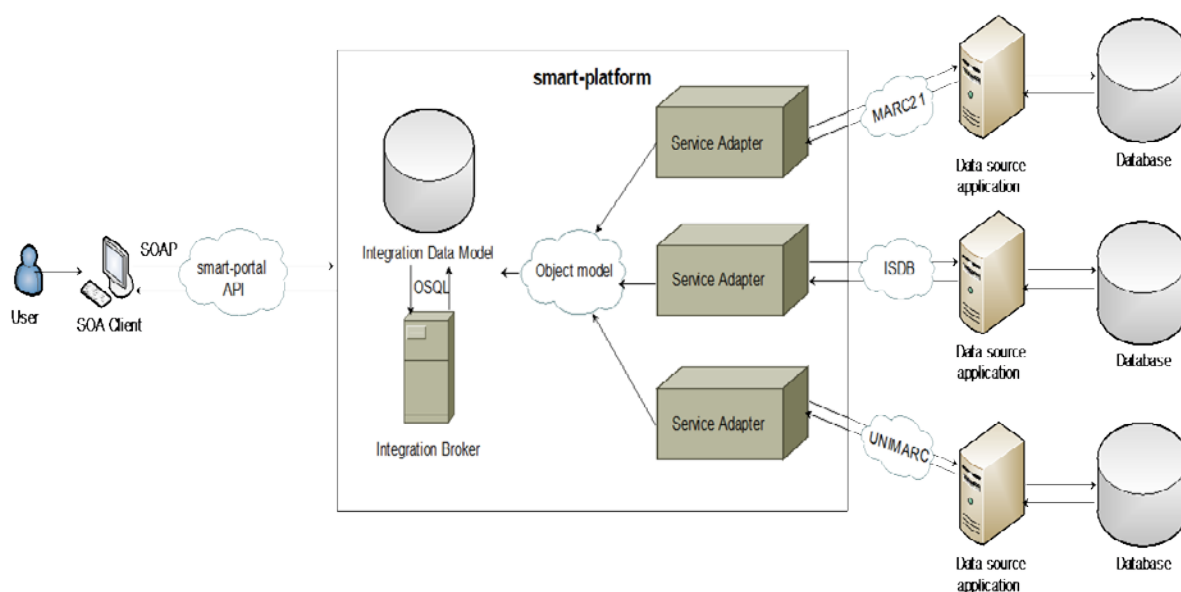 smart-platform
Service Adapter
MARC21
Data source
application
Database
SOAP
smart-portal
API
User
SOA Client
Integration Data Model
OSQL
Integration Broker
Object model
Service Adapter
ISDB
Data source
application
Database
Service Adapter
UNIMARC
Data source
application
Database